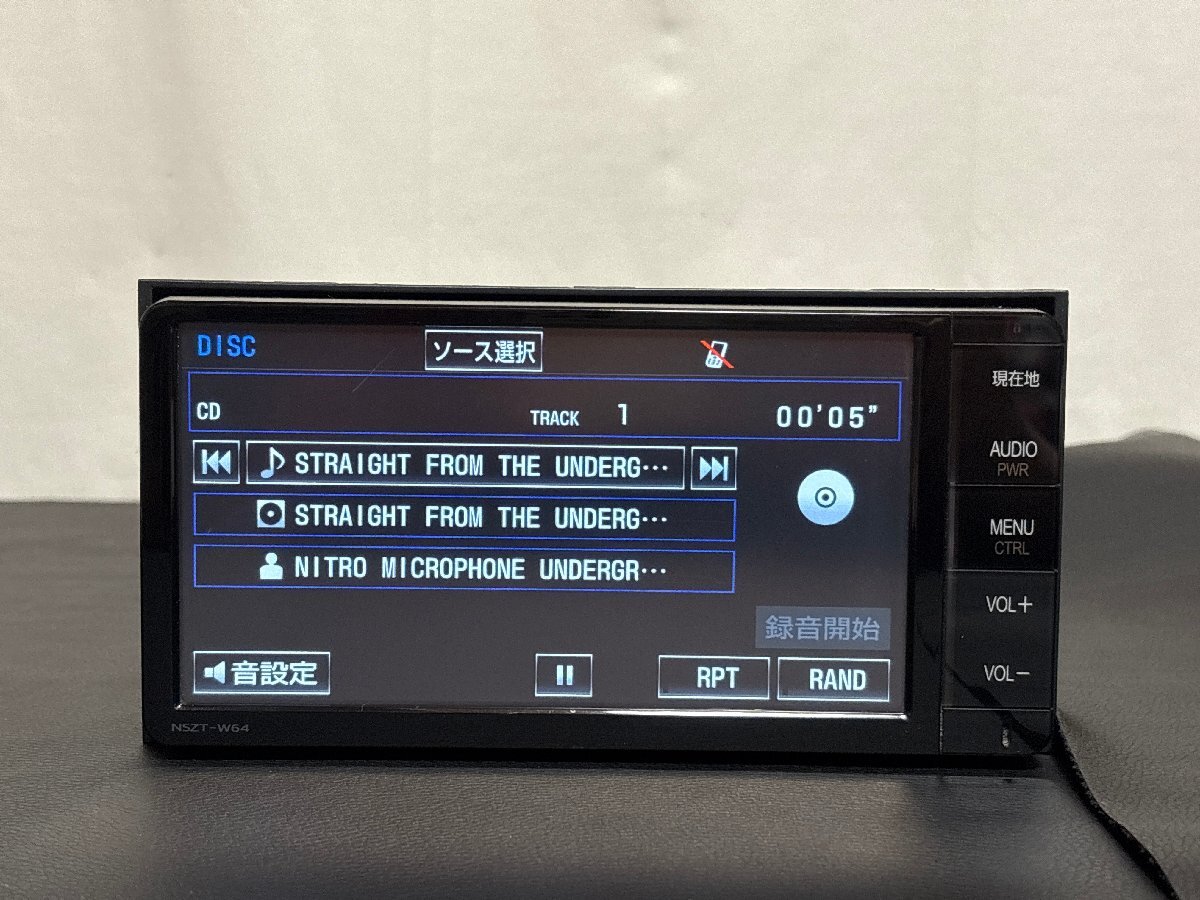 DISC
ソース選択
CD TRACK 1 00'05"
STRAIGHT FROM THE UNDERG…
STRAIGHT FROM THE UNDERG…
NITRO MICROPHONE UNDERGR…
録音開始
音設定
RPT
RAND
NSZT-W64
現在地
AUDIO
PWR
MENU
CTRL
VOL+
VOL−